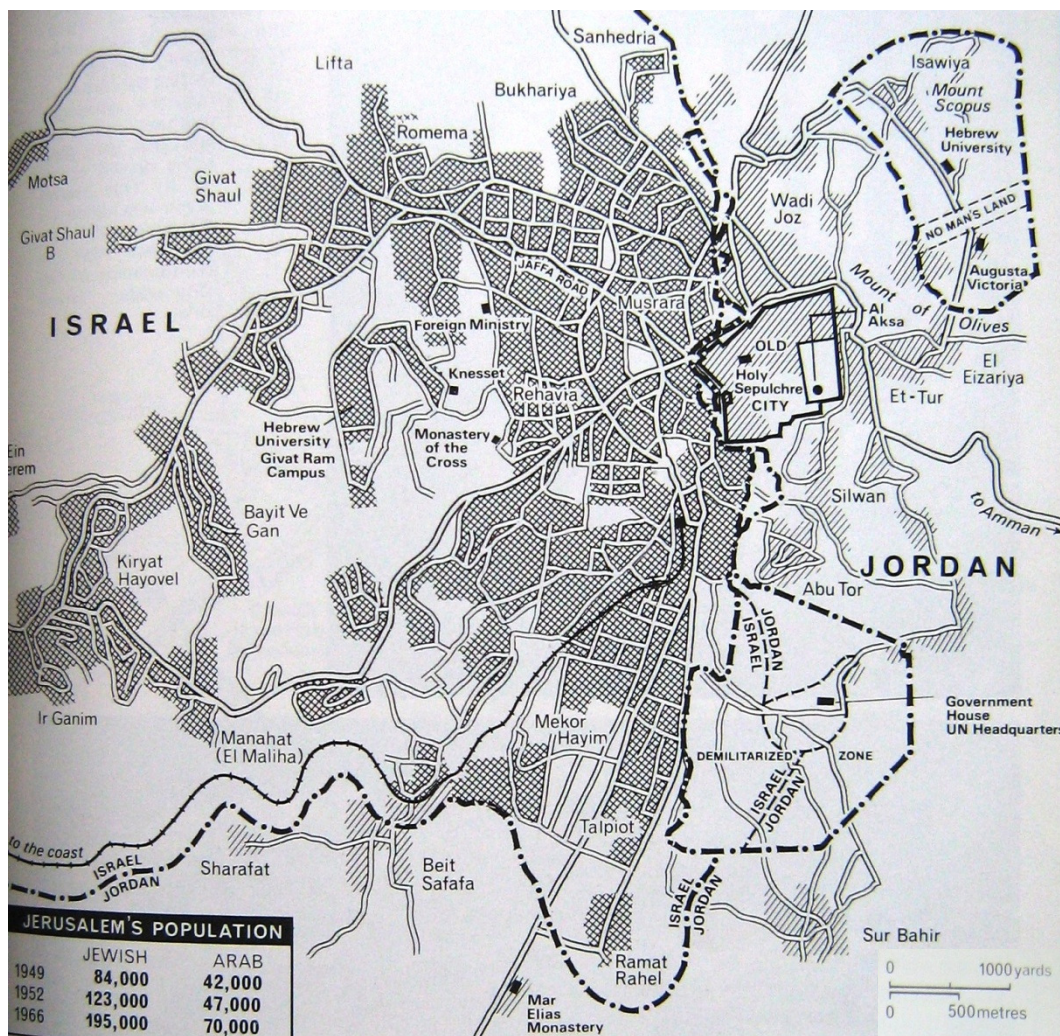 Sanhedria
Lifta
Bukhariya
Romema
Isawiya
Mount
Scopus
Hebrew
University
Motsa
Givat
Shaul
Givat Shaul
B
Wadi
Joz
NO MAN'S LAND
Augusta
Victoria
JAFFA ROAD
Musrara
Mount
of
Olives
Al
Aksa
ISRAEL
Foreign Ministry
Knesset
Rehavia
OLD
Holy
Sepulchre
CITY
El
Eizariya
Et-Tur
Hebrew
University
Givat Ram
Campus
Monastery
of the
Cross
Ein
erem
Bayit Ve
Gan
Silwan
to Amman
Kiryat
Hayovel
JORDAN
Abu Tor
JORDAN
ISRAEL
Ir Ganim
Manahat
(El Maliha)
Mekor
Hayim
Government
House
UN Headquarters
DEMILITARIZED ZONE
ISRAEL
JORDAN
Talpiot
to the coast
ISRAEL
JORDAN
Sharafat
Beit
Safafa
ISRAEL
JORDAN
Sur Bahir
Ramat
Rahel
Mar
Elias
Monastery
JERUSALEM'S POPULATION
JEWISH ARAB
1949 84,000 42,000
1952 123,000 47,000
1966 195,000 70,000
0 1000 yards
0 500 metres